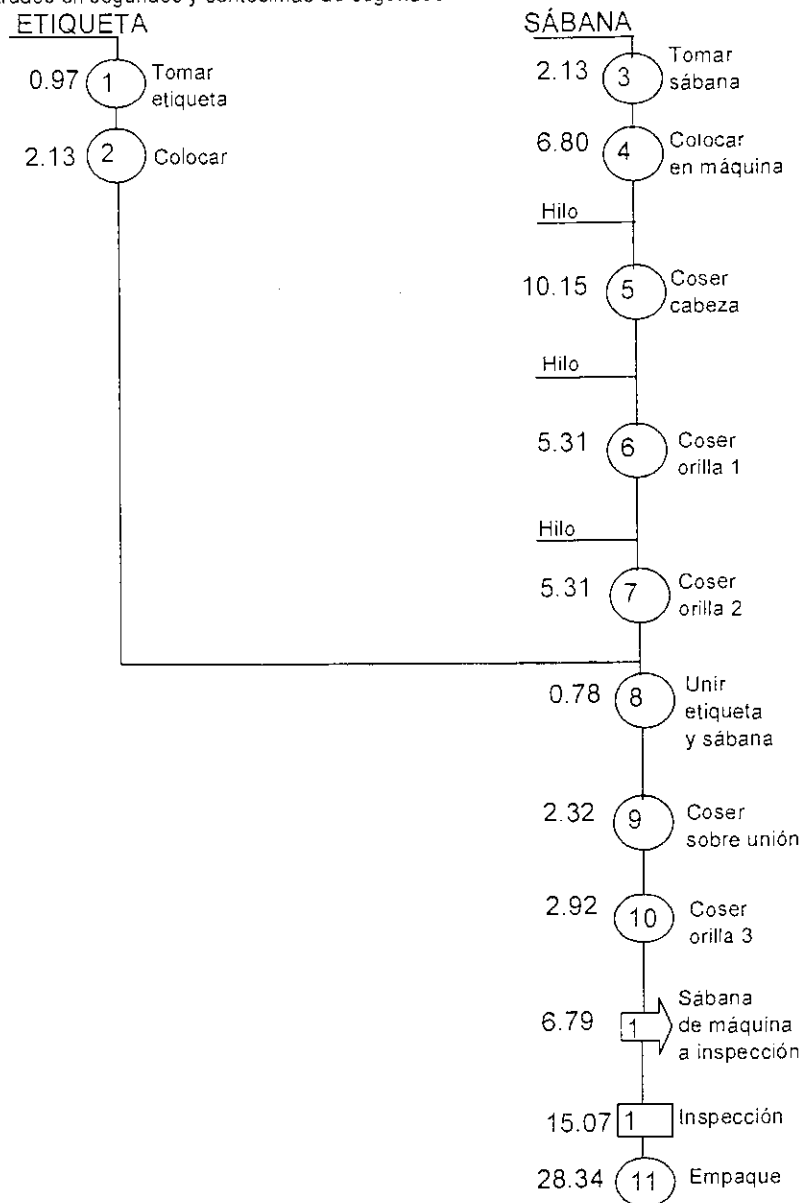 ETIQUETA
0.97 1 Tomar
etiqueta
2.13 2 Colocar
SÁBANA
2.13 3 Tomar
sábana
6.80 4 Colocar
en máquina
Hilo
10.15 5 Coser
cabeza
Hilo
5.31 6 Coser
orilla 1
Hilo
5.31 7 Coser
orilla 2
0.78 8 Unir
etiqueta
y sábana
2.32 9 Coser
sobre unión
2.92 10 Coser
orilla 3
6.79 1 Sábana
de máquina
a inspección
15.07 1 Inspección
28.34 11 Empaque